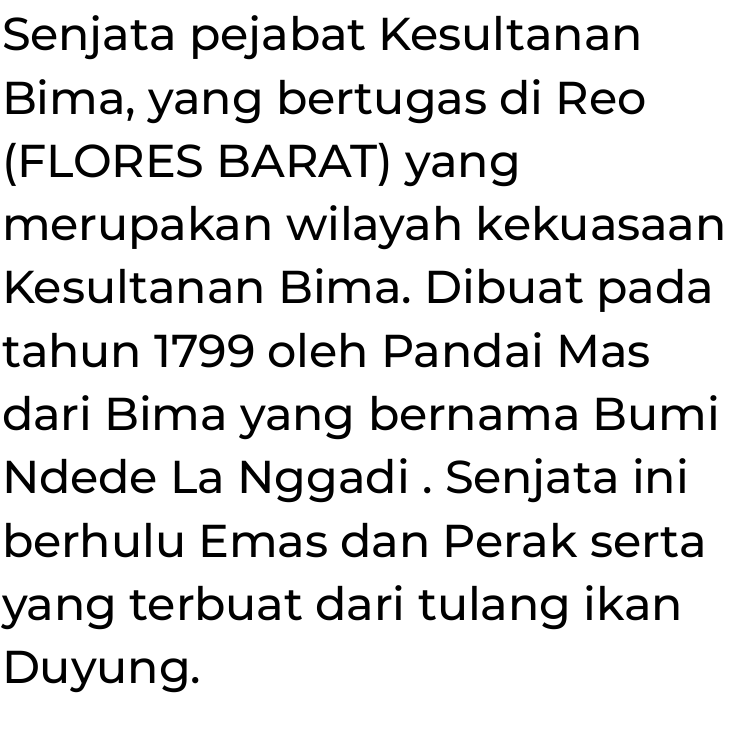 Senjata pejabat Kesultanan
Bima, yang bertugas di Reo
(FLORES BARAT) yang
merupakan wilayah kekuasaan
Kesultanan Bima. Dibuat pada
tahun 1799 oleh Pandai Mas
dari Bima yang bernama Bumi
Ndede La Nggadi . Senjata ini
berhulu Emas dan Perak serta
yang terbuat dari tulang ikan
Duyung.